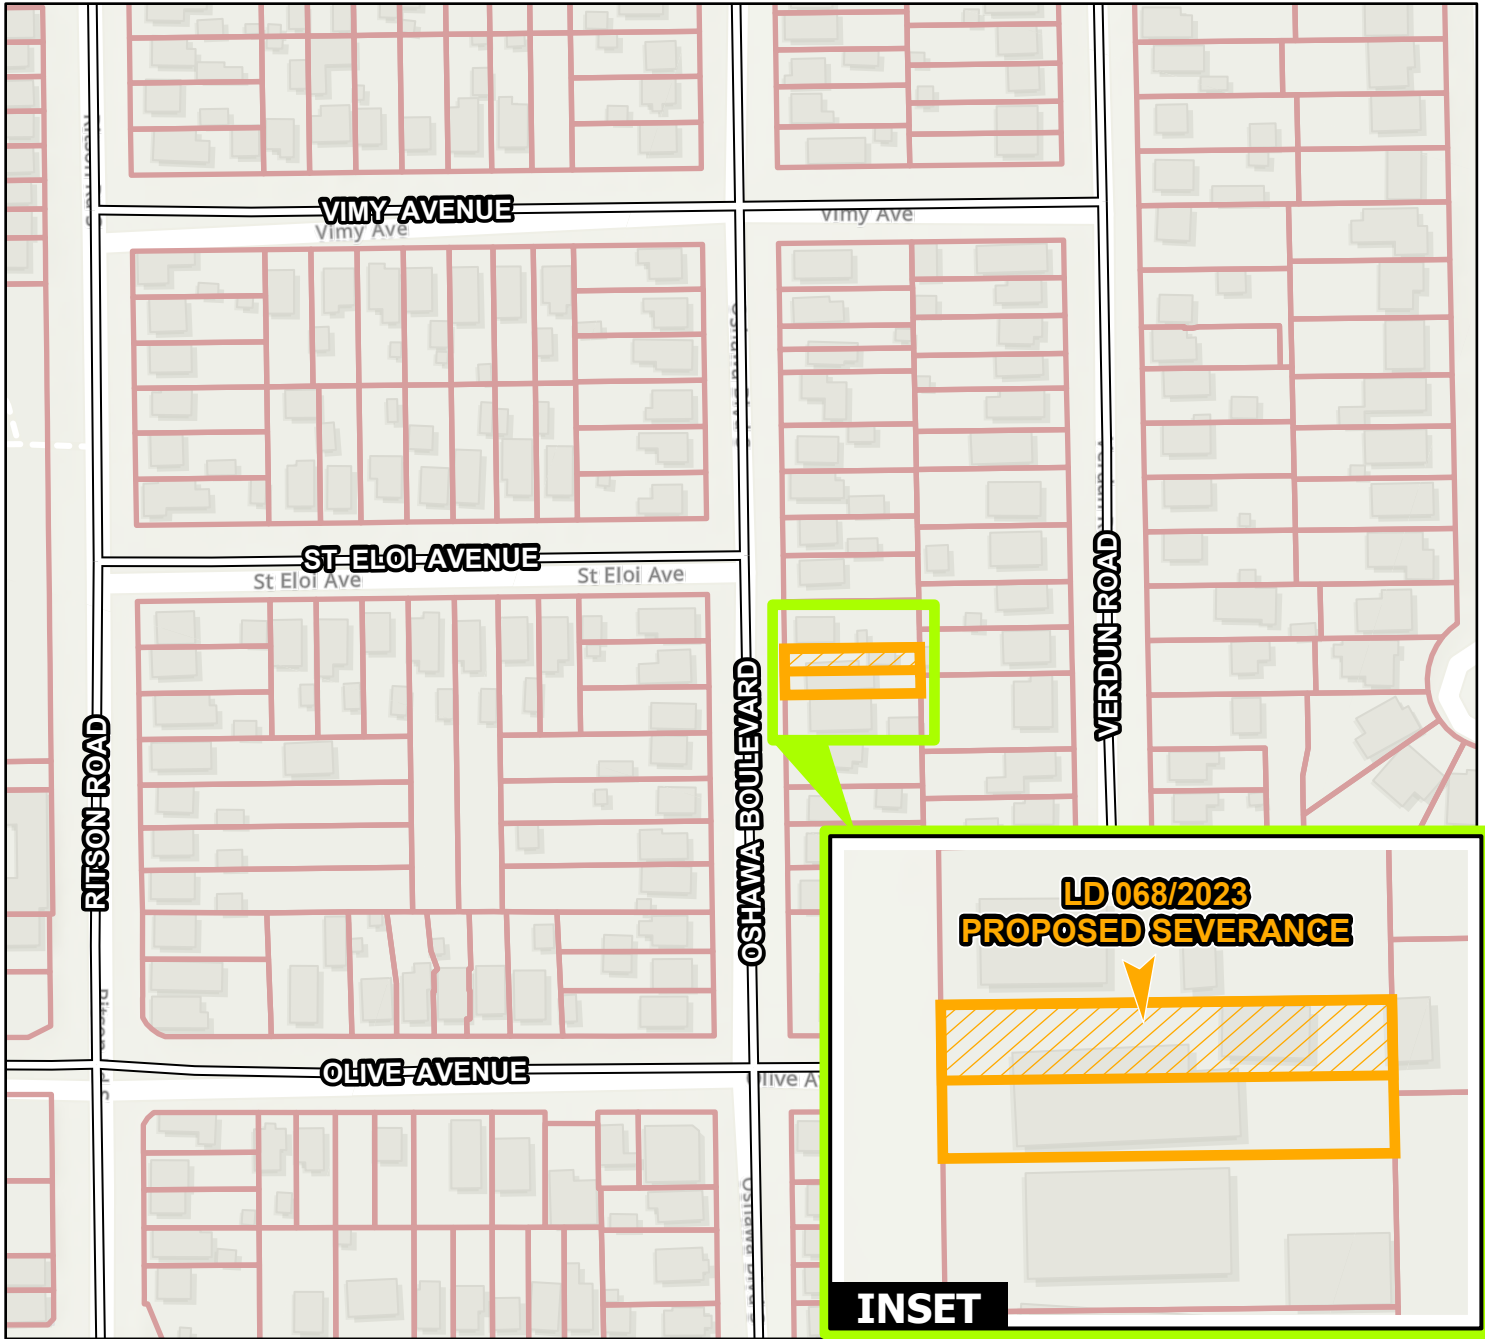 VIMY AVENUE
Vimy Ave
Vimy Ave
ST ELOI AVENUE
St Eloi Ave
St Eloi Ave
RITSON ROAD
OSHAWA BOULEVARD
VERDUN ROAD
OLIVE AVENUE
LD 068/2023
PROPOSED SEVERANCE
INSET